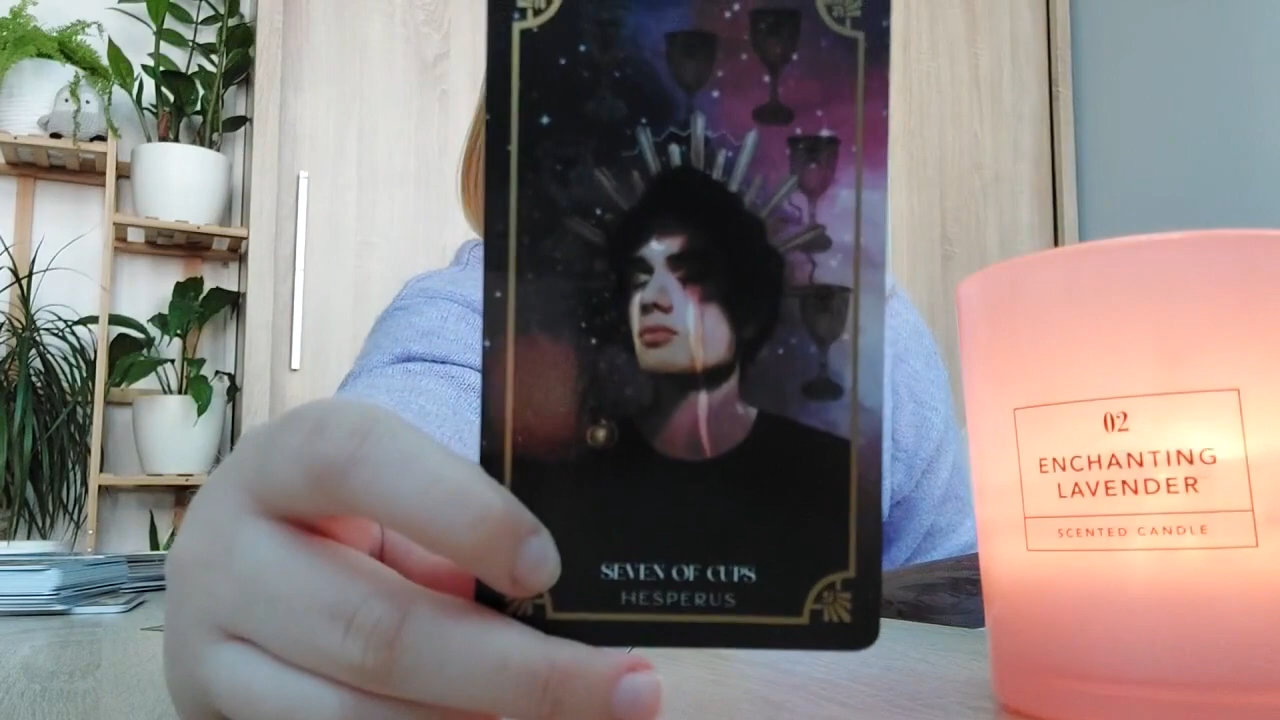 SEVEN OF CUPS
HESPERUS
02
ENCHANTING
LAVENDER
SCENTED CANDLE